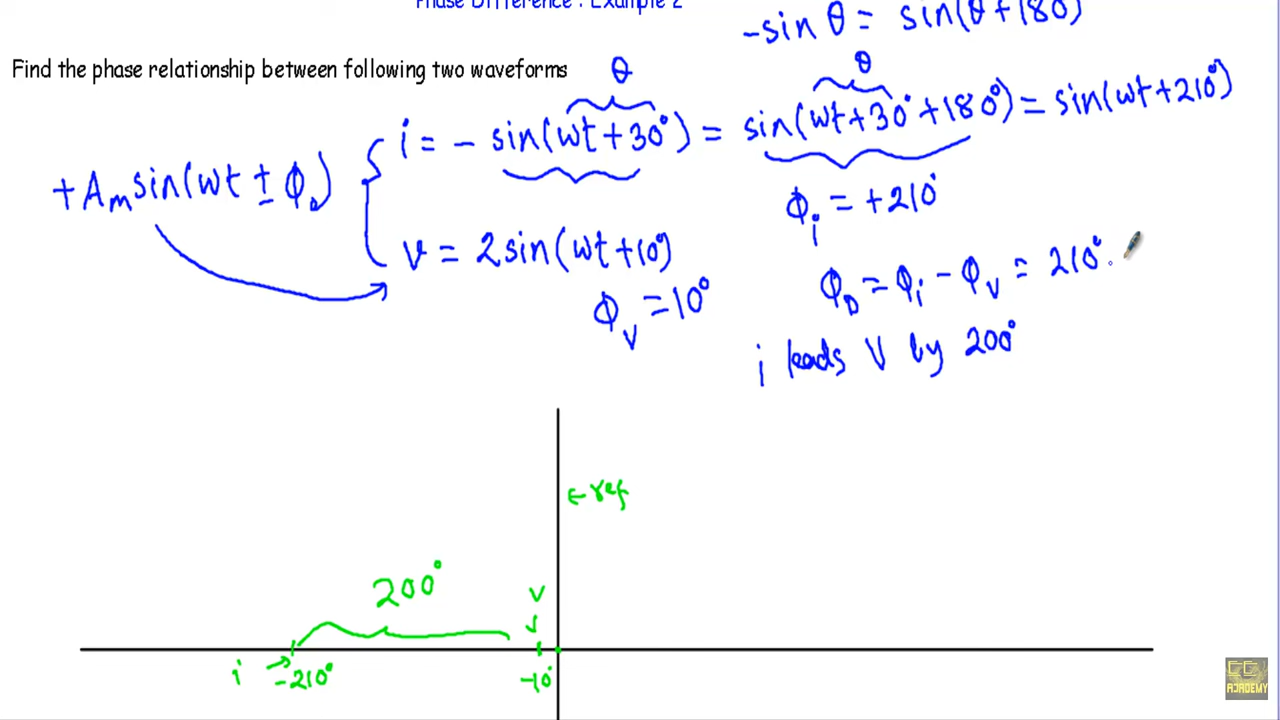 Phase Difference : Example 2
-sin θ = sin(θ+180)
Find the phase relationship between following two waveforms
θ
θ
i = - sin(ωt+30°) = sin(ωt+30°+180°) = sin(ωt+210°)
+Am sin(ωt ± ϕ)
ϕi = +210°
v = 2sin(ωt+10°)
ϕv = 10°
ϕD = ϕi - ϕv = 210°
i leads V by 200°
←ref
200°
v
i → -210°
-10°
EE
ACADEMY